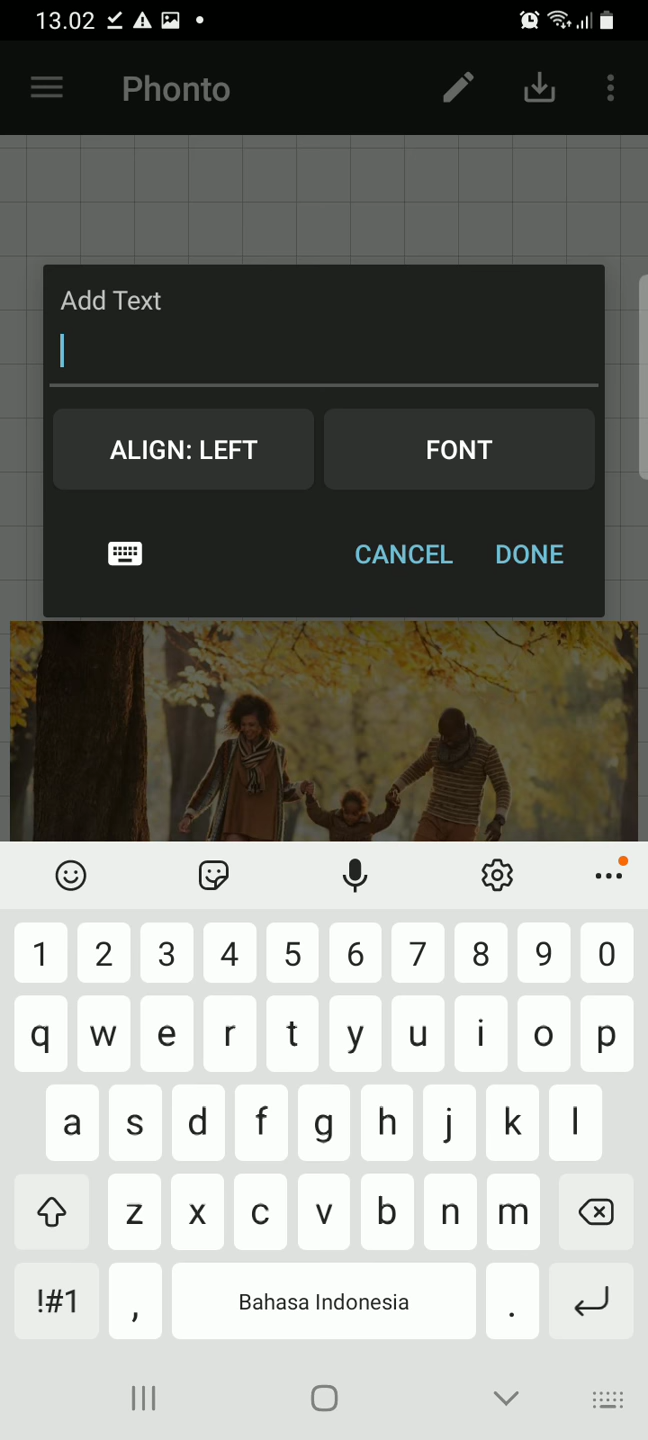 13.02
Phonto
Add Text
ALIGN: LEFT FONT
CANCEL DONE
1 2 3 4 5 6 7 8 9 0
q w e r t y u i o p
a s d f g h j k l
z x c v b n m
!#1 , Bahasa Indonesia .